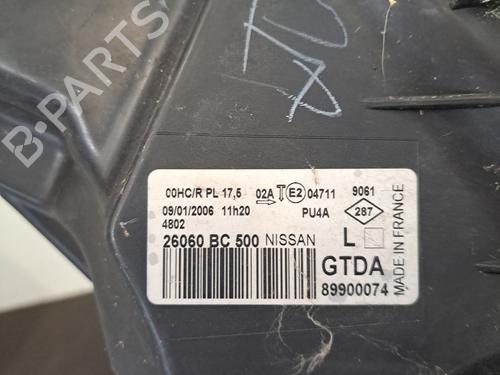 B-PARTS
00HC/R PL 17,5 02A E2 04711 9061
09/01/2006 11h20 PU4A 287
4802
26060 BC 500 NISSAN L
GTDA
89900074
MADE IN FRANCE